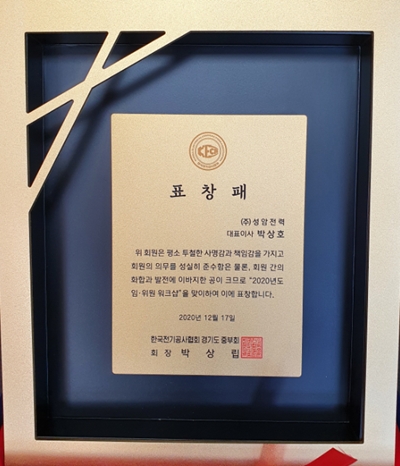 표창패
(주)성암전력
대표이사 박상호
위 회원은 평소 투철한 사명감과 책임감을 가지고
회원의 의무를 성실히 준수함은 물론, 회원 간의
화합과 발전에 이바지한 공이 크므로 "2020년도
임·위원 워크샵"을 맞이하여 이에 표창합니다.
2020년 12월 17일
한국전기공사협회 경기도 중부회
회장 박상립